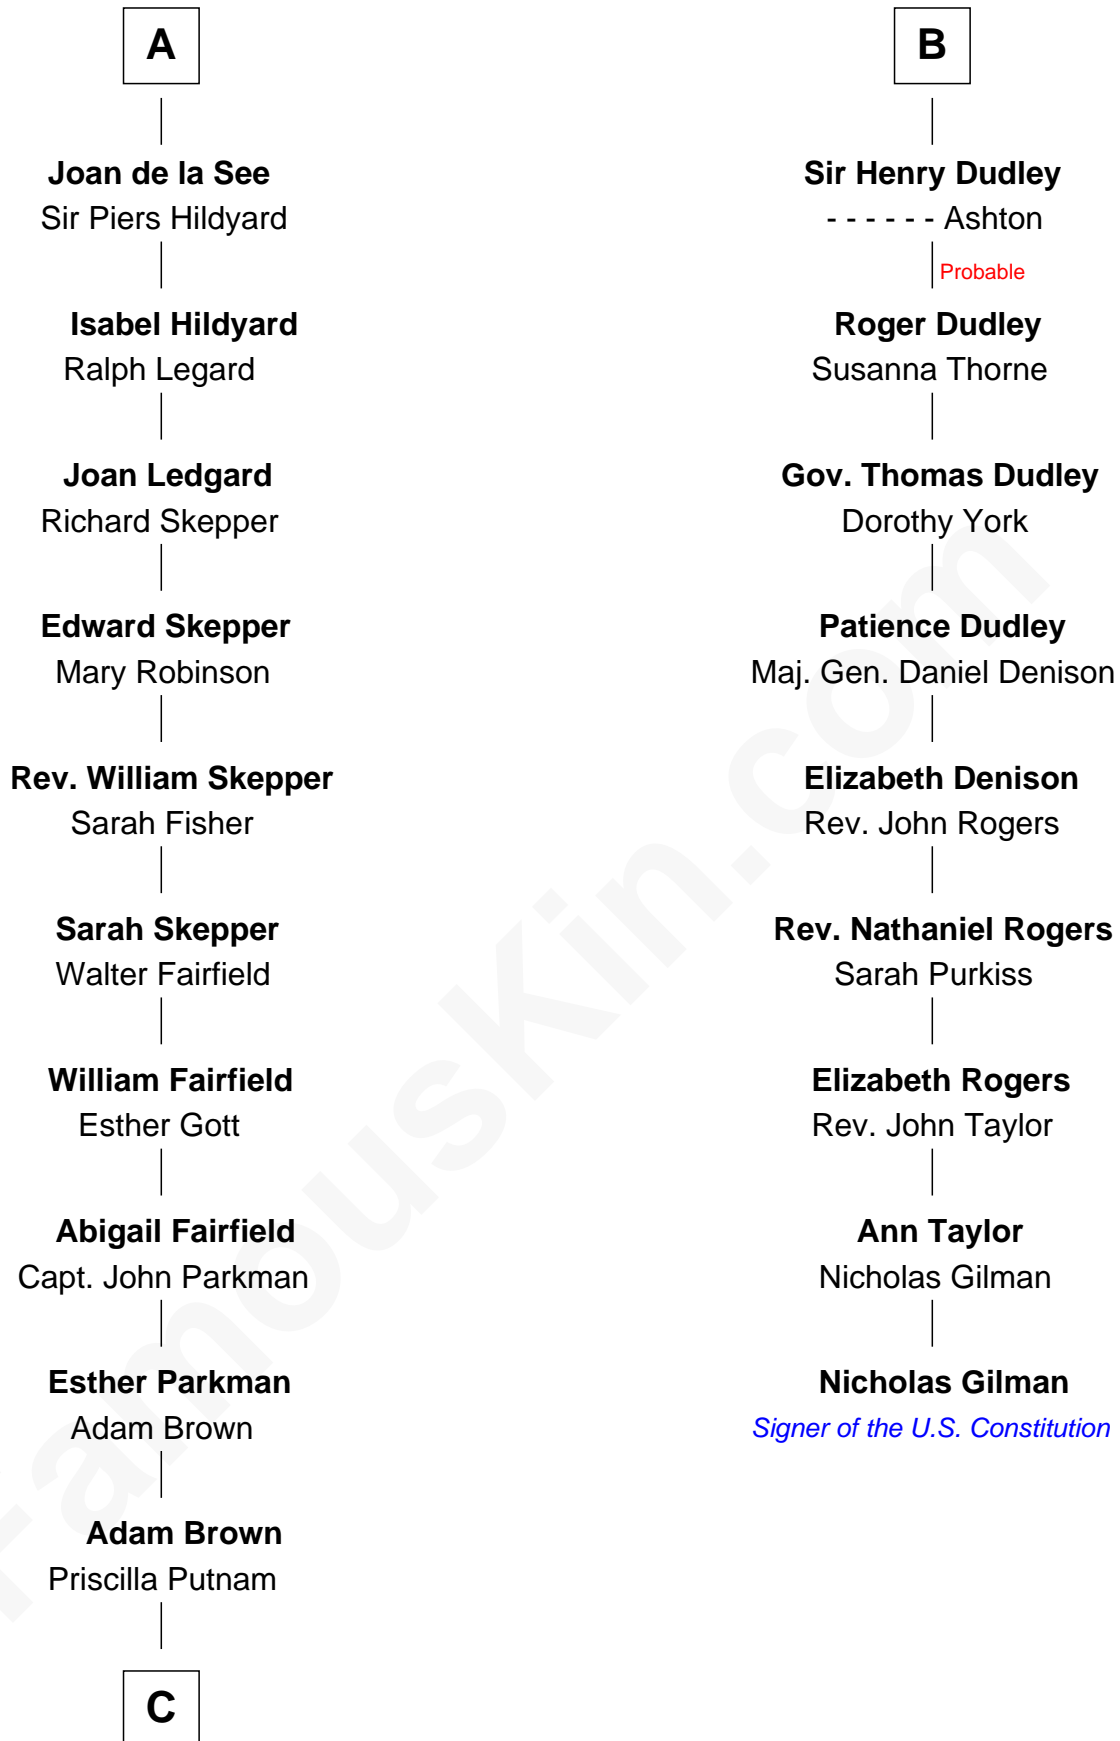 A
Joan de la See
Sir Piers Hildyard
Isabel Hildyard
Ralph Legard
Joan Ledgard
Richard Skepper
Edward Skepper
Mary Robinson
Rev. William Skepper
Sarah Fisher
Sarah Skepper
Walter Fairfield
William Fairfield
Esther Gott
Abigail Fairfield
Capt. John Parkman
Esther Parkman
Adam Brown
Adam Brown
Priscilla Putnam
C
B
Sir Henry Dudley
- - - - - - Ashton
Probable
Roger Dudley
Susanna Thorne
Gov. Thomas Dudley
Dorothy York
Patience Dudley
Maj. Gen. Daniel Denison
Elizabeth Denison
Rev. John Rogers
Rev. Nathaniel Rogers
Sarah Purkiss
Elizabeth Rogers
Rev. John Taylor
Ann Taylor
Nicholas Gilman
Nicholas Gilman
Signer of the U.S. Constitution
FamousKin.com